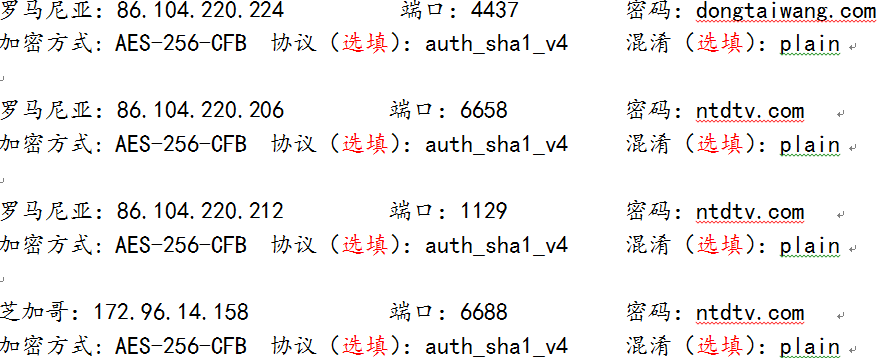 罗马尼亚：86.104.220.224 端口：4437 密码：dongtaiwang.com
加密方式：AES-256-CFB 协议（选填）：auth_sha1_v4 混淆（选填）：plain
罗马尼亚：86.104.220.206 端口：6658 密码：ntdtv.com
加密方式：AES-256-CFB 协议（选填）：auth_sha1_v4 混淆（选填）：plain
罗马尼亚：86.104.220.212 端口：1129 密码：ntdtv.com
加密方式：AES-256-CFB 协议（选填）：auth_sha1_v4 混淆（选填）：plain
芝加哥：172.96.14.158 端口：6688 密码：ntdtv.com
加密方式：AES-256-CFB 协议（选填）：auth_sha1_v4 混淆（选填）：plain